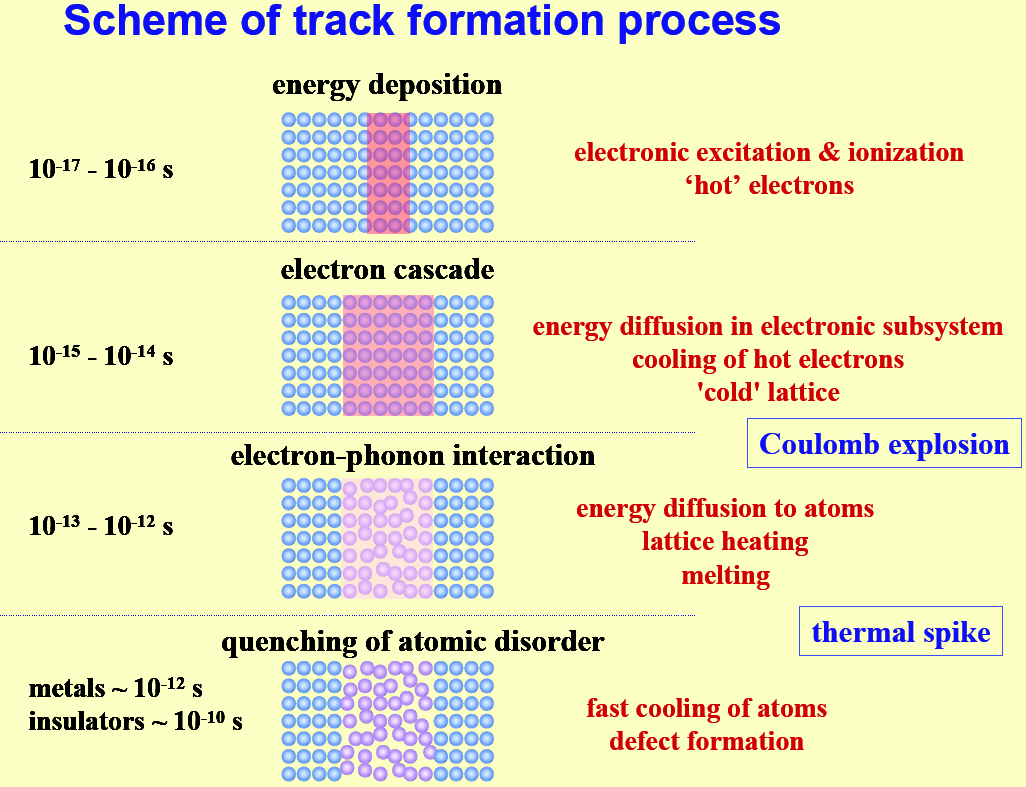 Scheme of track formation process
energy deposition
10⁻¹⁷ - 10⁻¹⁶ s
electronic excitation & ionization
‘hot’ electrons
electron cascade
10⁻¹⁵ - 10⁻¹⁴ s
energy diffusion in electronic subsystem
cooling of hot electrons
'cold' lattice
Coulomb explosion
electron-phonon interaction
10⁻¹³ - 10⁻¹² s
energy diffusion to atoms
lattice heating
melting
thermal spike
quenching of atomic disorder
metals ~ 10⁻¹² s
insulators ~ 10⁻¹⁰ s
fast cooling of atoms
defect formation